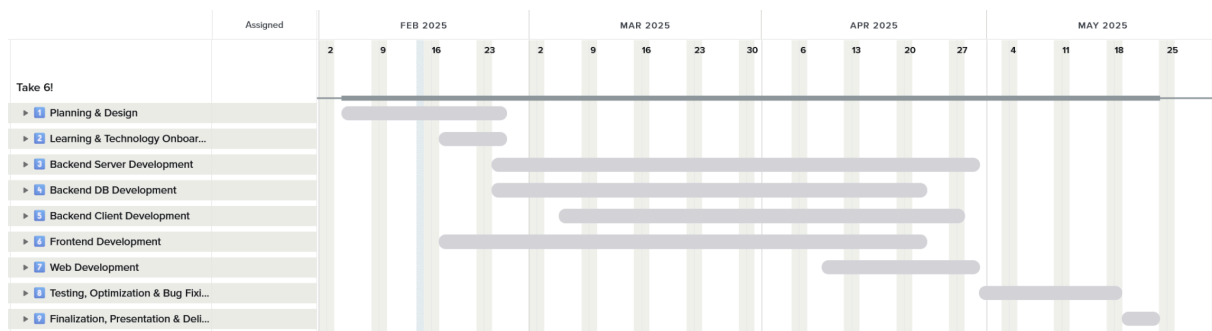 Assigned FEB 2025 MAR 2025 APR 2025 MAY 2025
2 9 16 23 2 9 16 23 30 6 13 20 27 4 11 18 25
Take 6!
1 Planning & Design
2 Learning & Technology Onboar...
3 Backend Server Development
4 Backend DB Development
5 Backend Client Development
6 Frontend Development
7 Web Development
8 Testing, Optimization & Bug Fixi...
9 Finalization, Presentation & Deli...